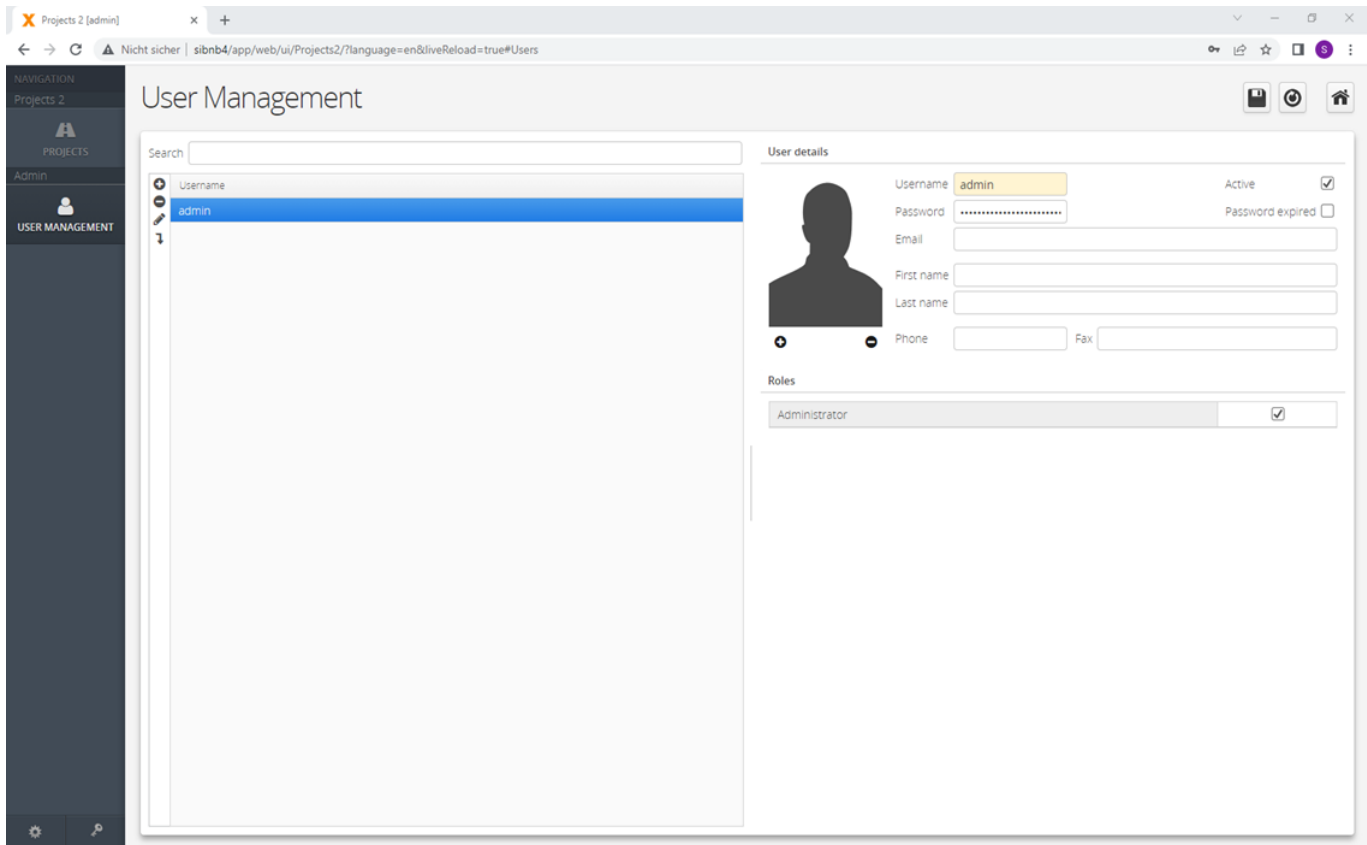 Projects 2 [admin]
Nicht sicher | sibnb4/app/web/ui/Projects2/?language=en&liveReload=true#Users
S
NAVIGATION
Projects 2
PROJECTS
Admin
USER MANAGEMENT
User Management
Search
Username
admin
User details
Username admin Active
Password Password expired
Email
First name
Last name
Phone Fax
Roles
Administrator